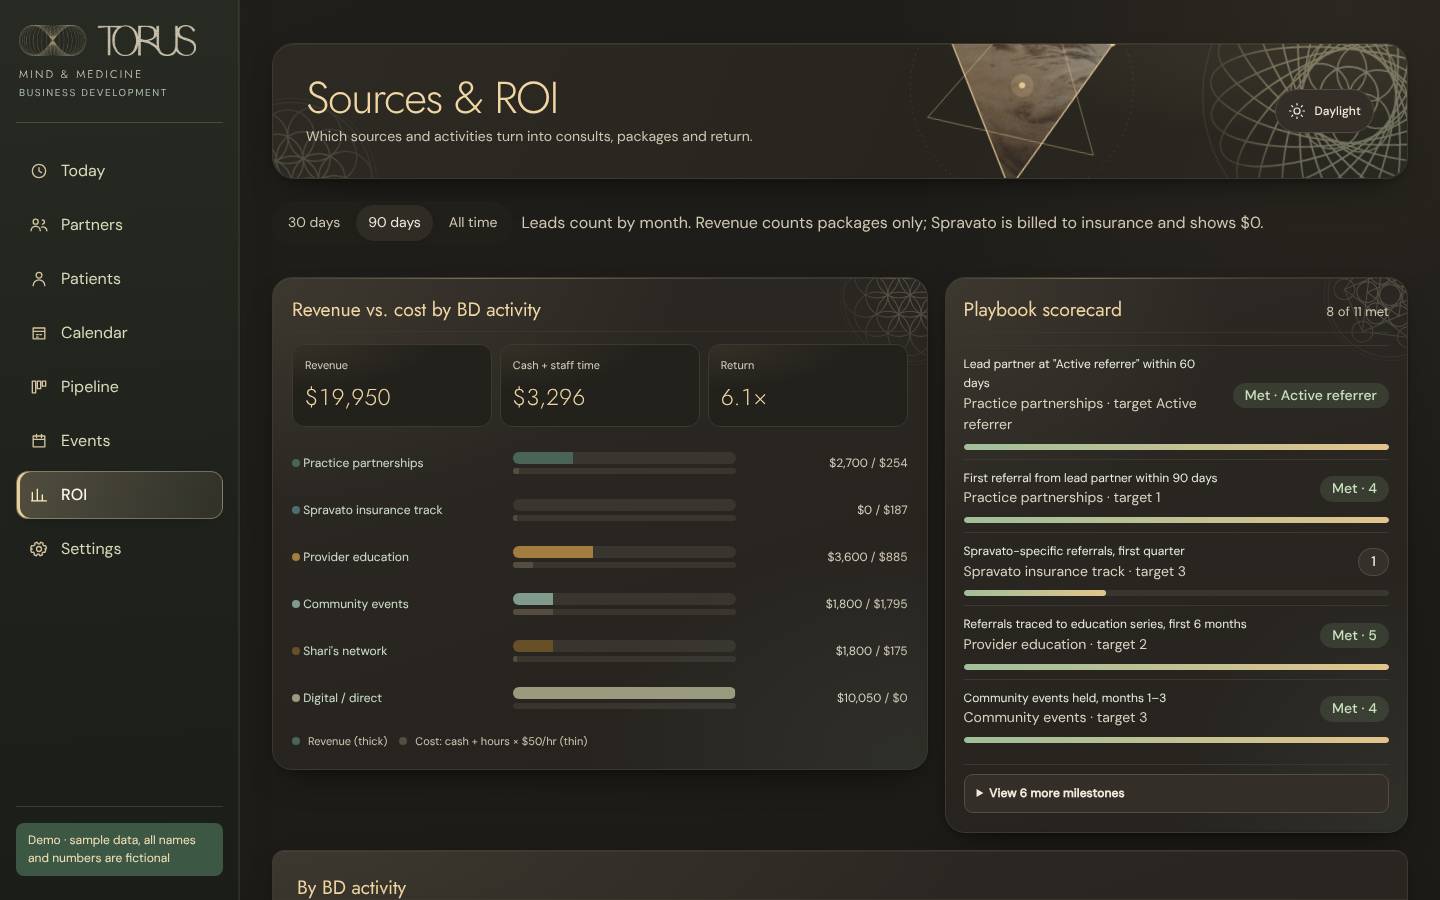 TORUS
MIND & MEDICINE
BUSINESS DEVELOPMENT
Today
Partners
Patients
Calendar
Pipeline
Events
ROI
Settings
Demo · sample data, all names
and numbers are fictional
Sources & ROI
Which sources and activities turn into consults, packages and return.
Daylight
30 days
90 days
All time
Leads count by month. Revenue counts packages only; Spravato is billed to insurance and shows $0.
Revenue vs. cost by BD activity
Revenue
$19,950
Cash + staff time
$3,296
Return
6.1×
Practice partnerships
$2,700 / $254
Spravato insurance track
$0 / $187
Provider education
$3,600 / $885
Community events
$1,800 / $1,795
Shari's network
$1,800 / $175
Digital / direct
$10,050 / $0
Revenue (thick)
Cost: cash + hours × $50/hr (thin)
Playbook scorecard
8 of 11 met
Lead partner at "Active referrer" within 60
days
Practice partnerships · target Active
referrer
Met · Active referrer
First referral from lead partner within 90 days
Practice partnerships · target 1
Met · 4
Spravato-specific referrals, first quarter
Spravato insurance track · target 3
1
Referrals traced to education series, first 6 months
Provider education · target 2
Met · 5
Community events held, months 1–3
Community events · target 3
Met · 4
View 6 more milestones
By BD activity